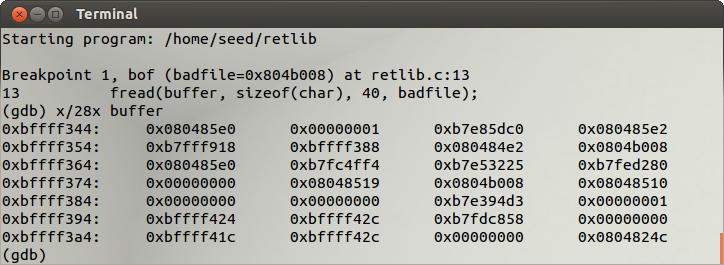 Terminal
Starting program: /home/seed/retlib
Breakpoint 1, bof (badfile=0x804b008) at retlib.c:13
13 fread(buffer, sizeof(char), 40, badfile);
(gdb) x/28x buffer
0xbffff344: 0x080485e0 0x00000001 0xb7e85dc0 0x080485e2
0xbffff354: 0xb7fff918 0xbffff388 0x080484e2 0x0804b008
0xbffff364: 0x080485e0 0xb7fc4ff4 0xb7e53225 0xb7fed280
0xbffff374: 0x00000000 0x08048519 0x0804b008 0x08048510
0xbffff384: 0x00000000 0x00000000 0xb7e394d3 0x00000001
0xbffff394: 0xbffff424 0xbffff42c 0xb7fdc858 0x00000000
0xbffff3a4: 0xbffff41c 0xbffff42c 0x00000000 0x0804824c
(gdb)